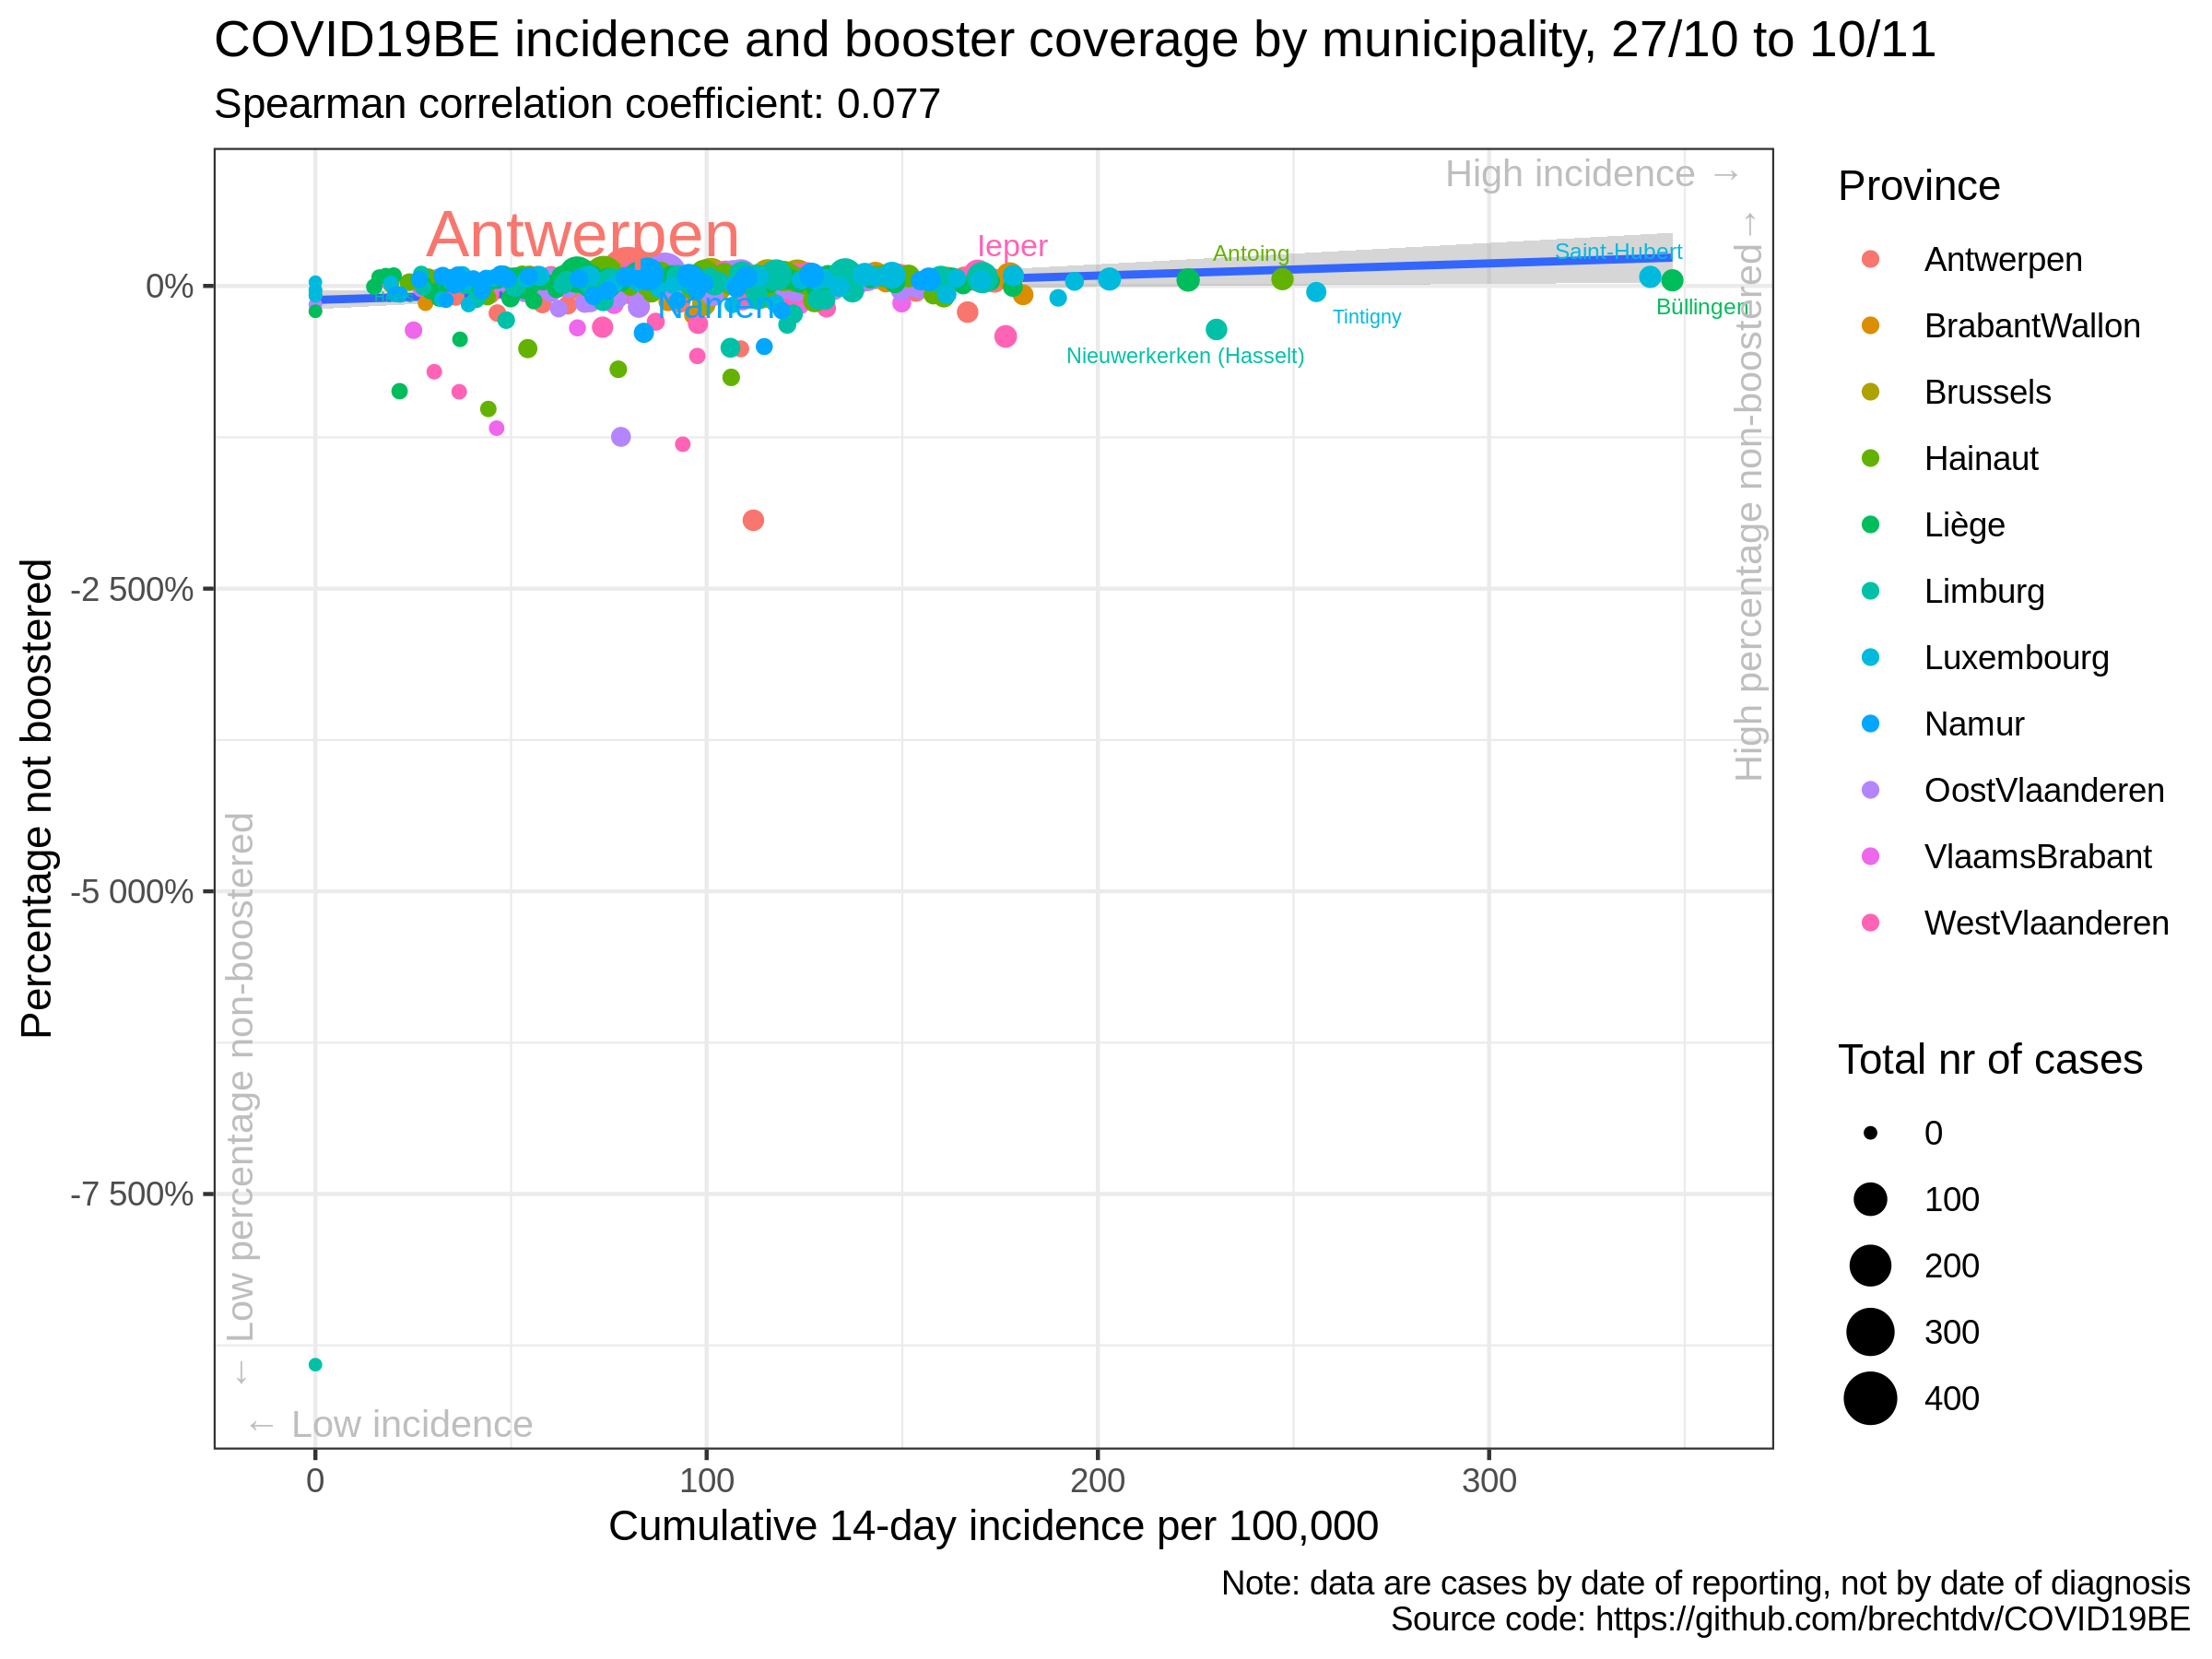 COVID19BE incidence and booster coverage by municipality, 27/10 to 10/11
Spearman correlation coefficient: 0.077
High incidence →
High percentage non-boostered →
Antwerpen
Ieper
Antoing
Saint-Hubert
Büllingen
Tintigny
Namen
Nieuwerkerken (Hasselt)
← Low percentage non-boostered
← Low incidence
Percentage not boostered
0%
-2 500%
-5 000%
-7 500%
0
100
200
300
Cumulative 14-day incidence per 100,000
Province
Antwerpen
BrabantWallon
Brussels
Hainaut
Liège
Limburg
Luxembourg
Namur
OostVlaanderen
VlaamsBrabant
WestVlaanderen
Total nr of cases
0
100
200
300
400
Note: data are cases by date of reporting, not by date of diagnosis
Source code: https://github.com/brechtdv/COVID19BE